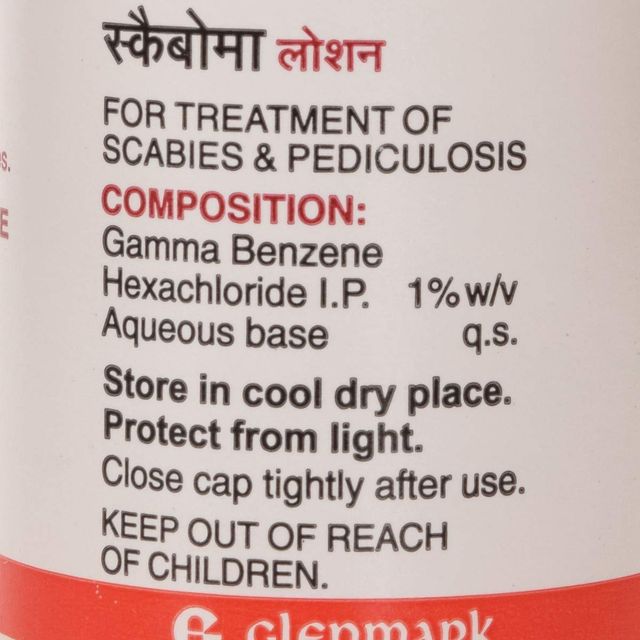 स्कैबोमा लोशन
FOR TREATMENT OF
SCABIES & PEDICULOSIS
COMPOSITION:
Gamma Benzene
Hexachloride I.P. 1% w/v
Aqueous base q.s.
Store in cool dry place.
Protect from light.
Close cap tightly after use.
KEEP OUT OF REACH
OF CHILDREN.
glenmark